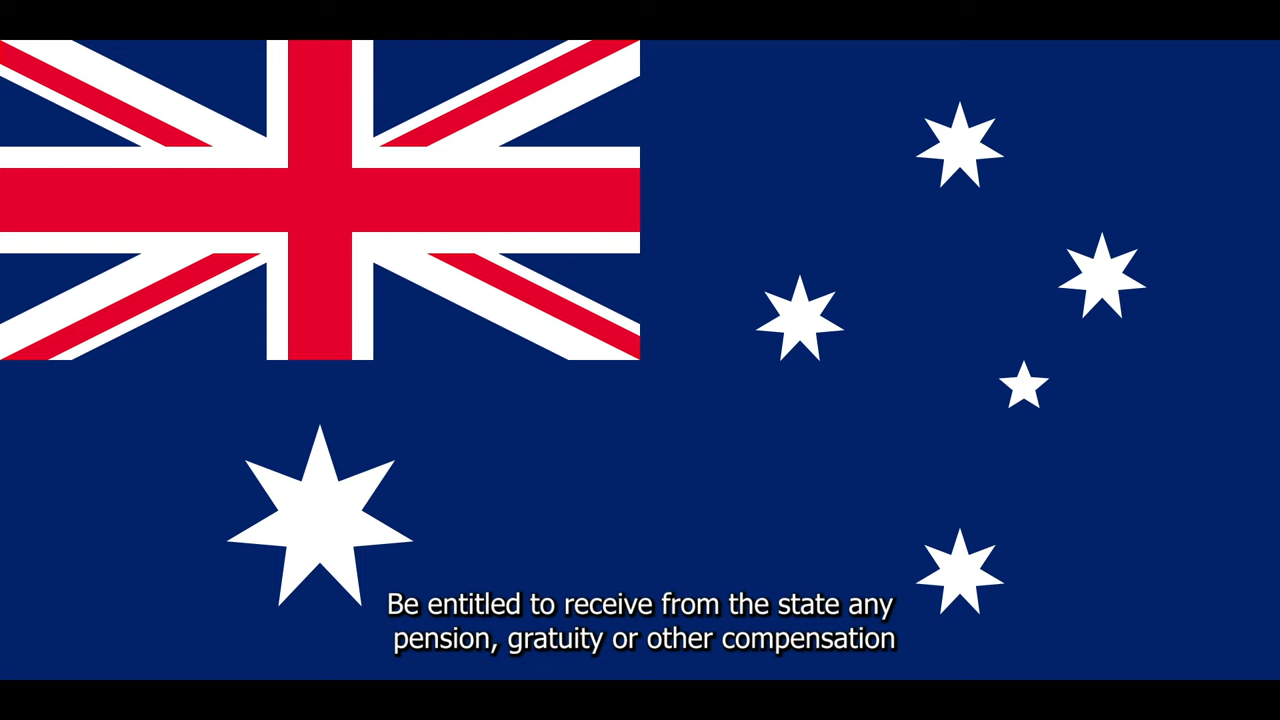 Be entitled to receive from the state any
pension, gratuity or other compensation